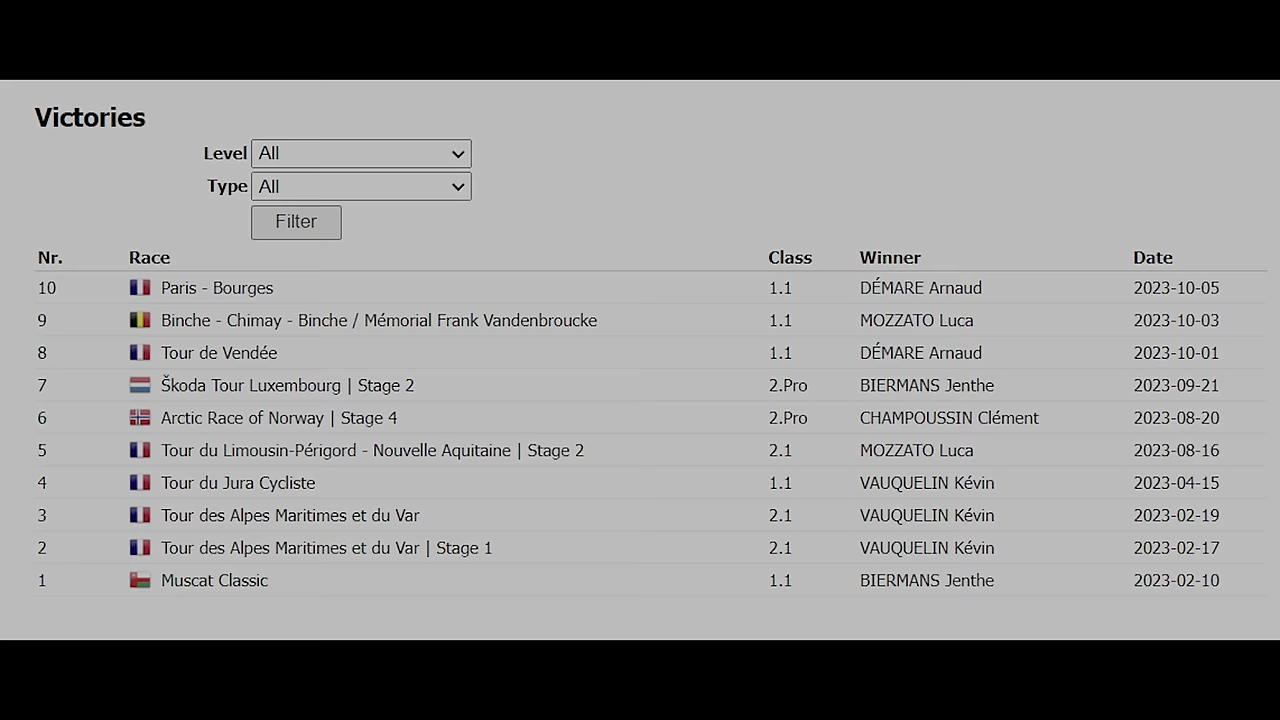 Victories
Level All
Type All
Filter
Nr. Race Class Winner Date
10 Paris - Bourges 1.1 DÉMARE Arnaud 2023-10-05
9 Binche - Chimay - Binche / Mémorial Frank Vandenbroucke 1.1 MOZZATO Luca 2023-10-03
8 Tour de Vendée 1.1 DÉMARE Arnaud 2023-10-01
7 Škoda Tour Luxembourg | Stage 2 2.Pro BIERMANS Jenthe 2023-09-21
6 Arctic Race of Norway | Stage 4 2.Pro CHAMPOUSSIN Clément 2023-08-20
5 Tour du Limousin-Périgord - Nouvelle Aquitaine | Stage 2 2.1 MOZZATO Luca 2023-08-16
4 Tour du Jura Cycliste 1.1 VAUQUELIN Kévin 2023-04-15
3 Tour des Alpes Maritimes et du Var 2.1 VAUQUELIN Kévin 2023-02-19
2 Tour des Alpes Maritimes et du Var | Stage 1 2.1 VAUQUELIN Kévin 2023-02-17
1 Muscat Classic 1.1 BIERMANS Jenthe 2023-02-10